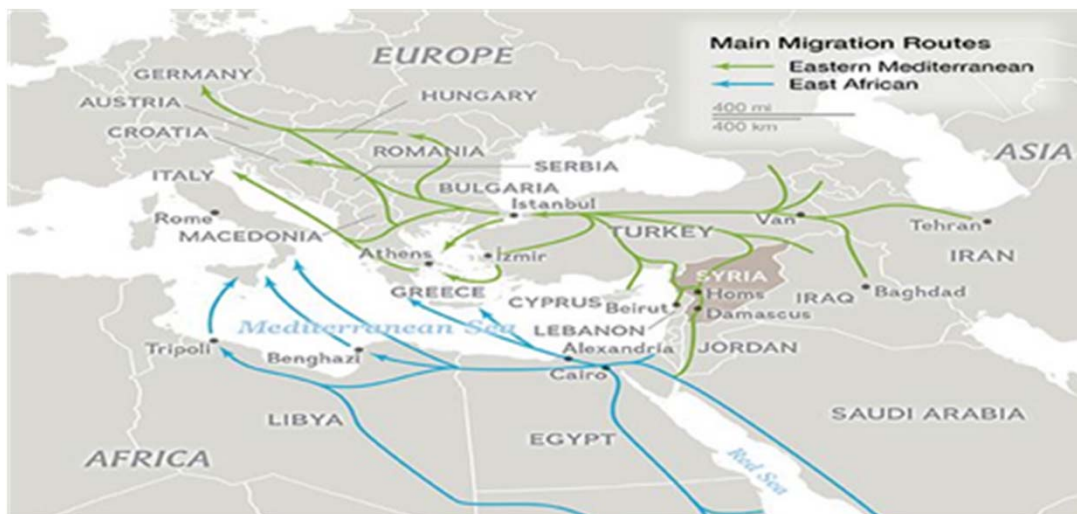 EUROPE
Main Migration Routes
Eastern Mediterranean
East African
400 mi
400 km
GERMANY
HUNGARY
AUSTRIA
CROATIA
ROMANIA
SERBIA
ASIA
ITALY
BULGARIA
Istanbul
Rome
MACEDONIA
Van
Tehran
TURKEY
Athens
İzmir
IRAN
SYRIA
GREECE
CYPRUS
Homs
IRAQ
Baghdad
Beirut
Damascus
Mediterranean Sea
LEBANON
Tripoli
Benghazi
Alexandria
JORDAN
Cairo
LIBYA
EGYPT
SAUDI ARABIA
AFRICA
Red Sea